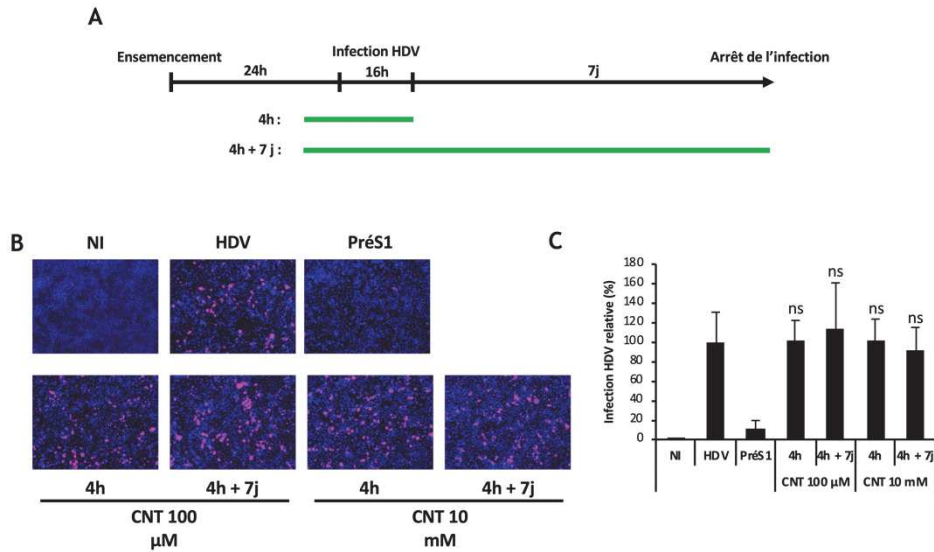 A
Ensemencement
Infection HDV
Arrêt de l'infection
24h
16h
7j
4h :
4h + 7 j :
B
NI
HDV
PréS1
4h
4h + 7j
4h
4h + 7j
CNT 100
µM
CNT 10
mM
C
Infection HDV relative (%)
180
160
140
120
100
80
60
40
20
0
ns
ns
ns
ns
NI
HDV
PréS1
4h
4h + 7j
4h
4h + 7j
CNT 100 µM
CNT 10 mM